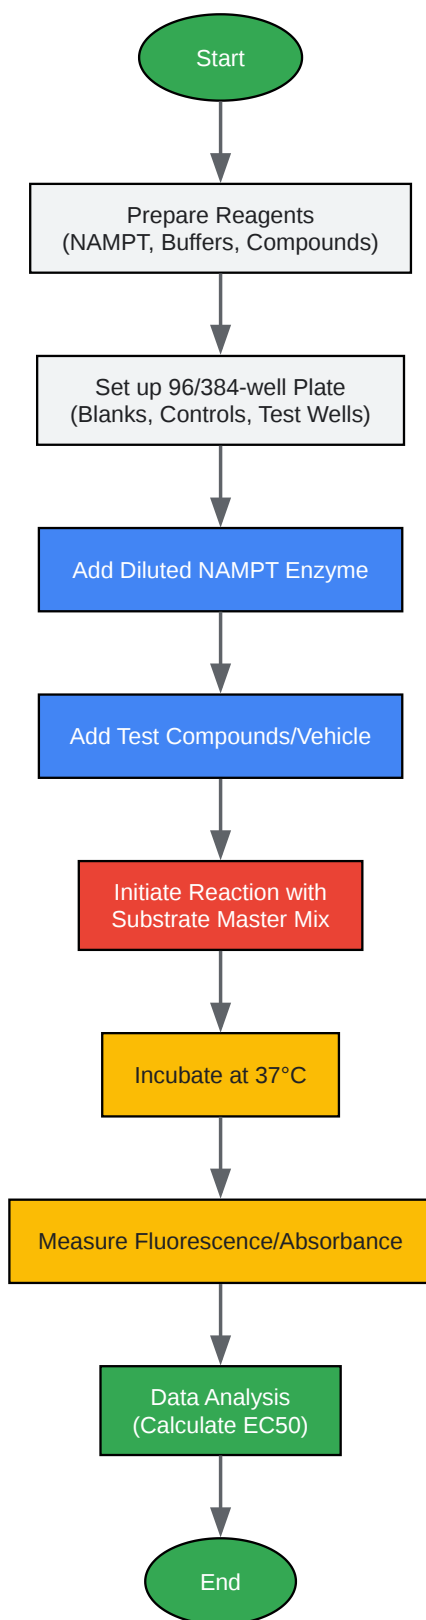 Start
Prepare Reagents
(NAMPT, Buffers, Compounds)
Set up 96/384-well Plate
(Blanks, Controls, Test Wells)
Add Diluted NAMPT Enzyme
Add Test Compounds/Vehicle
Initiate Reaction with
Substrate Master Mix
Incubate at 37°C
Measure Fluorescence/Absorbance
Data Analysis
(Calculate EC50)
End